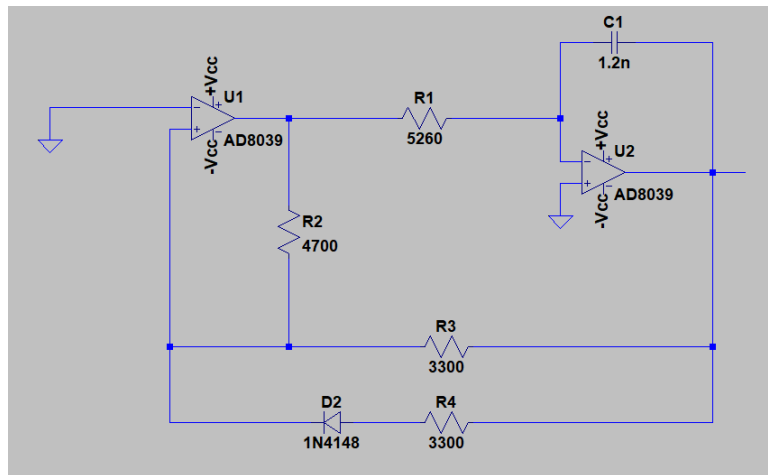 C1
1.2n
+Vcc
U1
-Vcc
AD8039
R1
5260
+Vcc
U2
-Vcc
AD8039
R2
4700
R3
3300
D2
1N4148
R4
3300